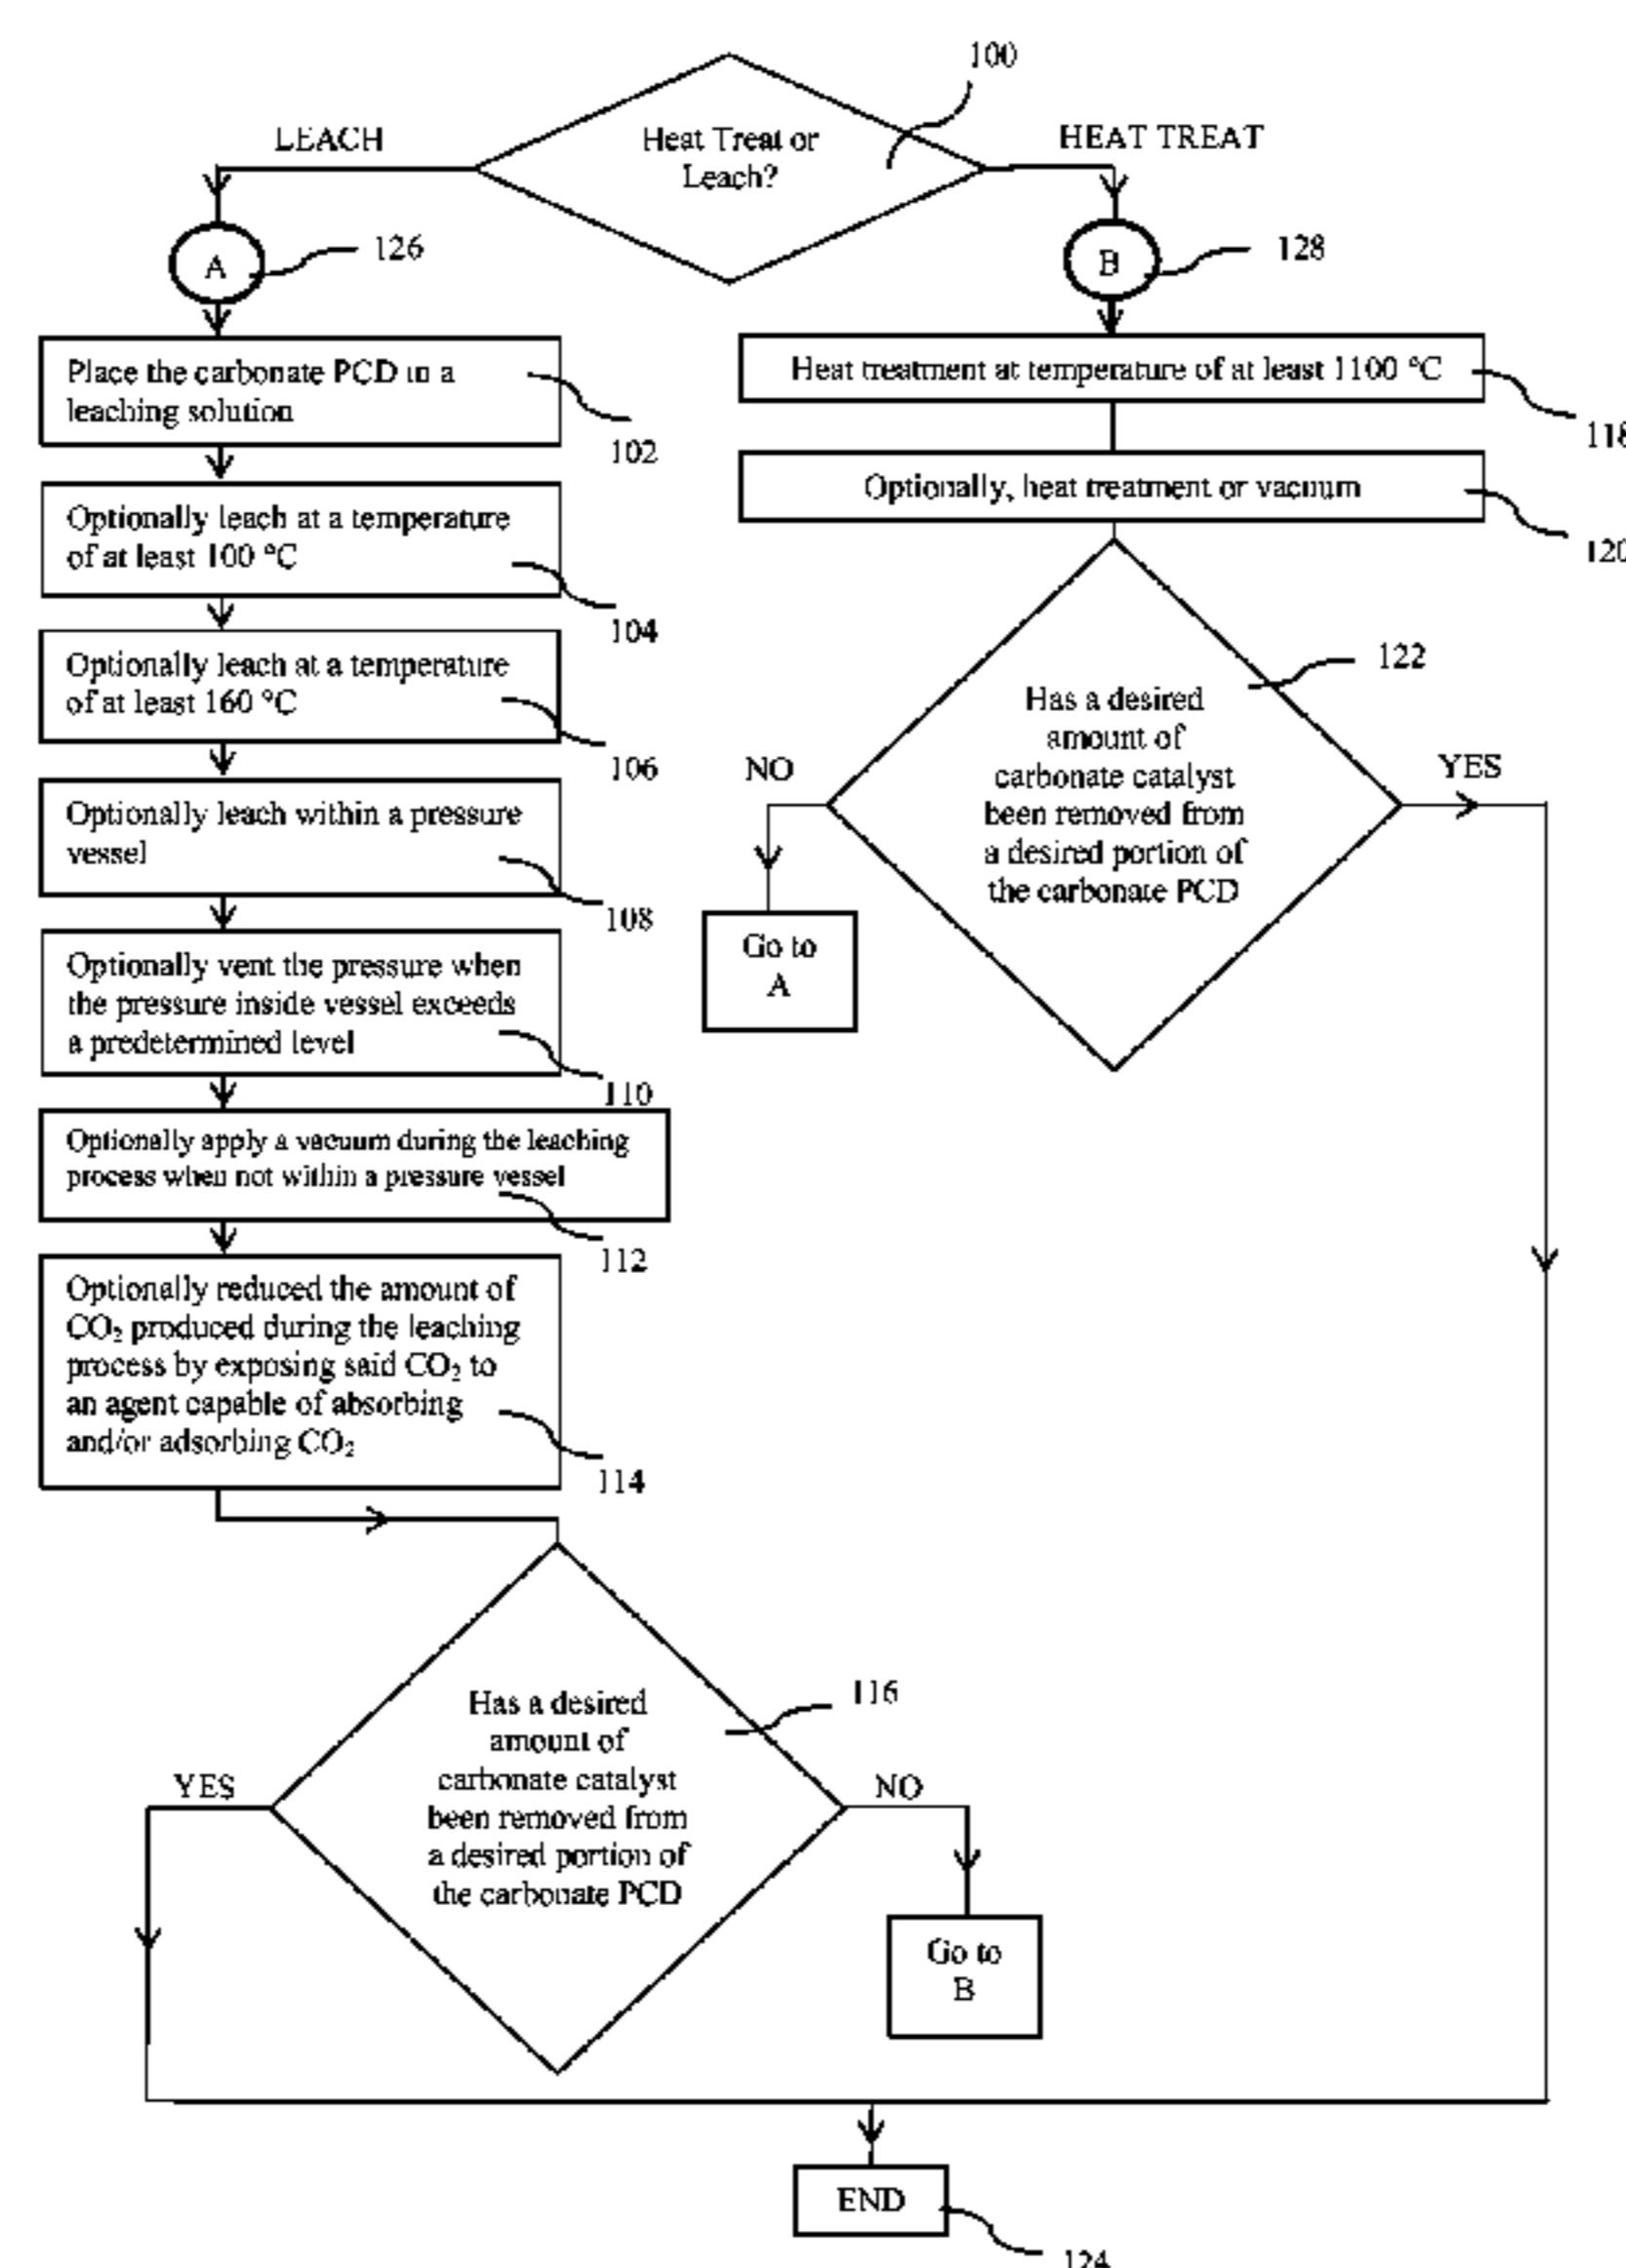 100
LEACH
Heat Treat or
Leach?
HEAT TREAT
A
126
B
128
Place the carbonate PCD in a
leaching solution
102
Heat treatment at temperature of at least 1100 °C
118
Optionally, heat treatment or vacuum
120
Optionally leach at a temperature
of at least 100 °C
104
Optionally leach at a temperature
of at least 160 °C
106
122
Has a desired
amount of
carbonate catalyst
been removed from
a desired portion of
the carbonate PCD
NO
YES
Go to
A
Optionally leach within a pressure
vessel
108
Optionally vent the pressure when
the pressure inside vessel exceeds
a predetermined level
110
Optionally apply a vacuum during the leaching
process when not within a pressure vessel
112
Optionally reduced the amount of
CO₂ produced during the leaching
process by exposing said CO₂ to
an agent capable of absorbing
and/or adsorbing CO₂
114
116
Has a desired
amount of
carbonate catalyst
been removed from
a desired portion of
the carbonate PCD
YES
NO
Go to
B
END
124